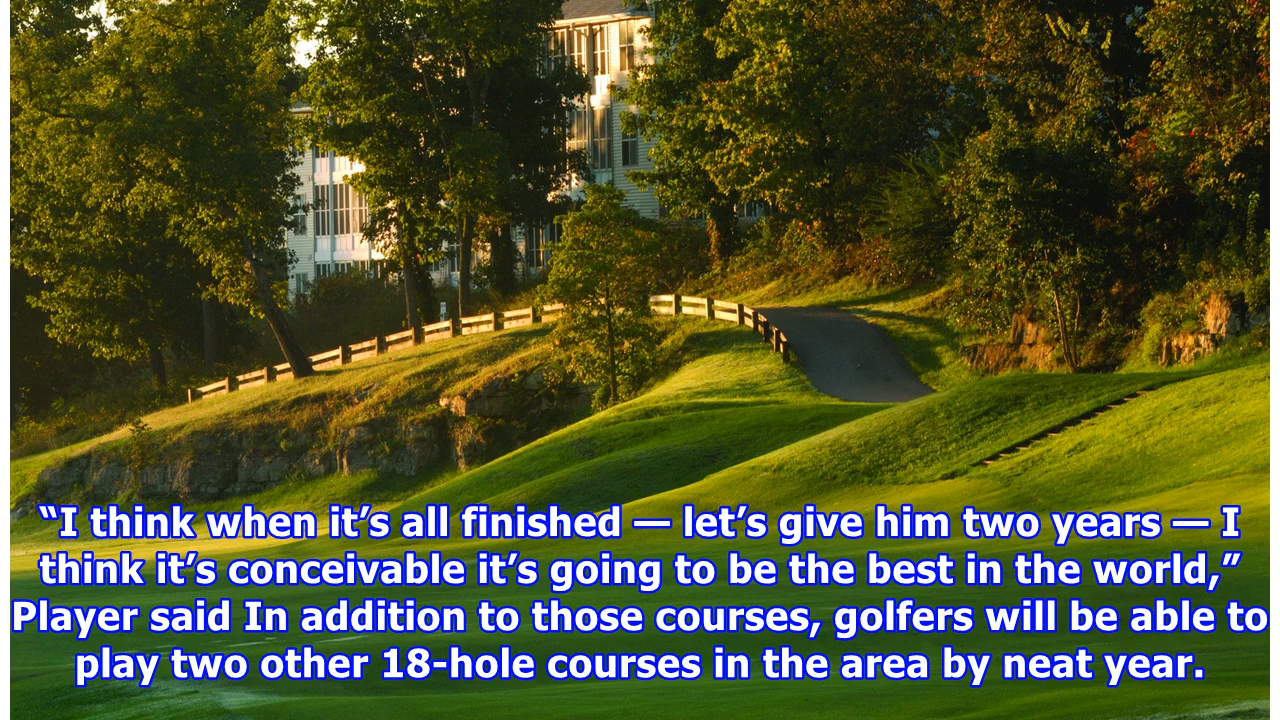 “I think when it’s all finished — let’s give him two years — I
think it’s conceivable it’s going to be the best in the world,”
Player said In addition to those courses, golfers will be able to
play two other 18-hole courses in the area by neat year.